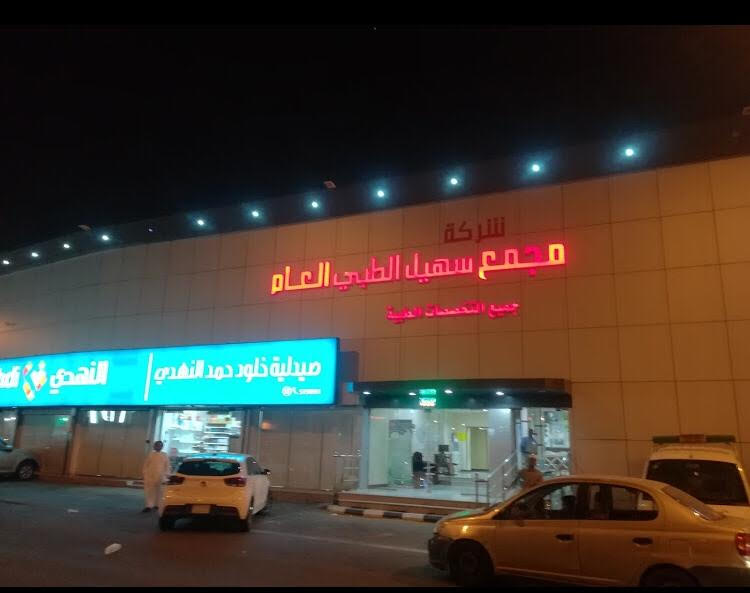 شركة
مجمع سهيل الطبي العام
جميع التخصصات الطبية
صيدلية خلود حمد النهدي
النهدي